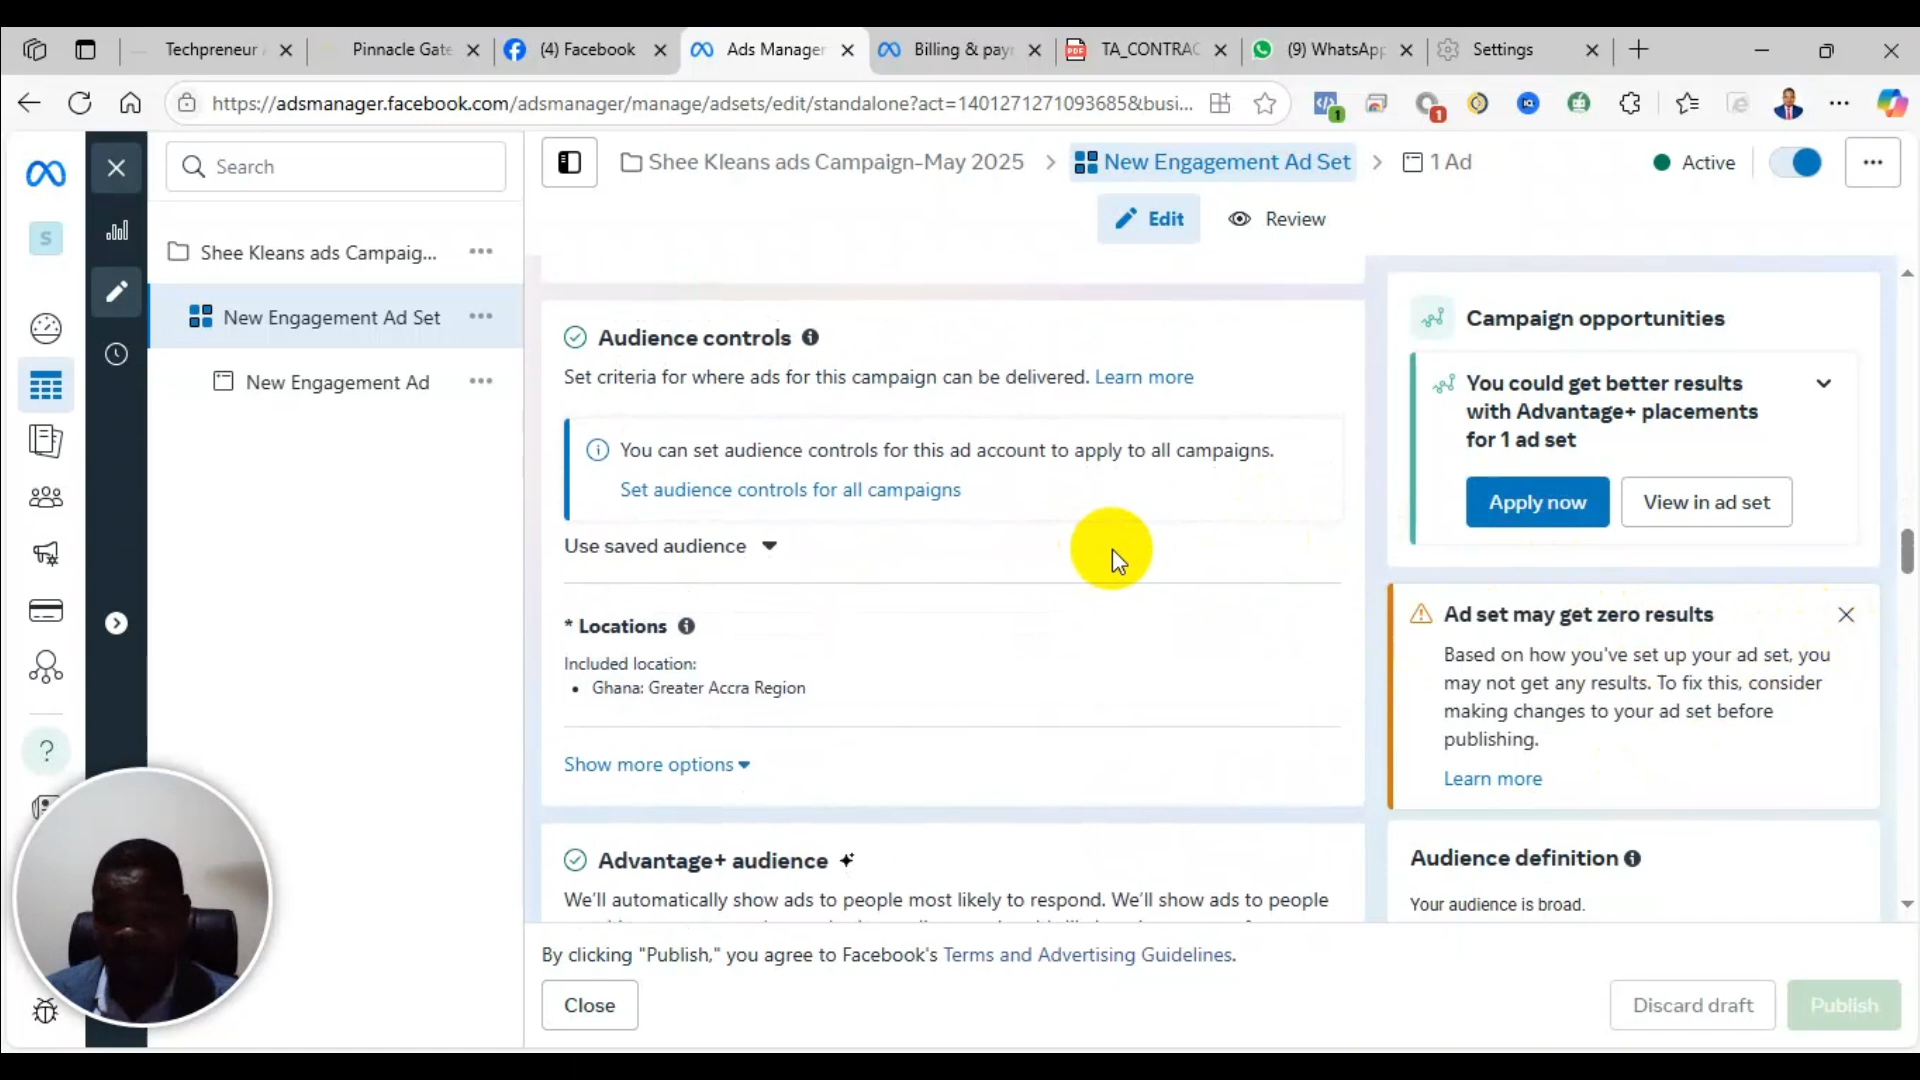 Techpreneur
Pinnacle Gate
(4) Facebook
Ads Manager
Billing & pay
TA_CONTRAC
(9) WhatsApp
Settings
https://adsmanager.facebook.com/adsmanager/manage/adsets/edit/standalone?act=1401271271093685&busi...
1
1
IQ
Search
Shee Kleans ads Campaign-May 2025
New Engagement Ad Set
1 Ad
Active
Edit
Review
S
Shee Kleans ads Campaig...
New Engagement Ad Set
New Engagement Ad
Audience controls
Set criteria for where ads for this campaign can be delivered. Learn more
You can set audience controls for this ad account to apply to all campaigns.
Set audience controls for all campaigns
Use saved audience
* Locations
Included location:
• Ghana: Greater Accra Region
Show more options
Advantage+ audience
We'll automatically show ads to people most likely to respond. We'll show ads to people
Campaign opportunities
You could get better results
with Advantage+ placements
for 1 ad set
Apply now
View in ad set
Ad set may get zero results
Based on how you've set up your ad set, you
may not get any results. To fix this, consider
making changes to your ad set before
publishing.
Learn more
Audience definition
Your audience is broad.
By clicking "Publish," you agree to Facebook's Terms and Advertising Guidelines.
Close
Discard draft
Publish